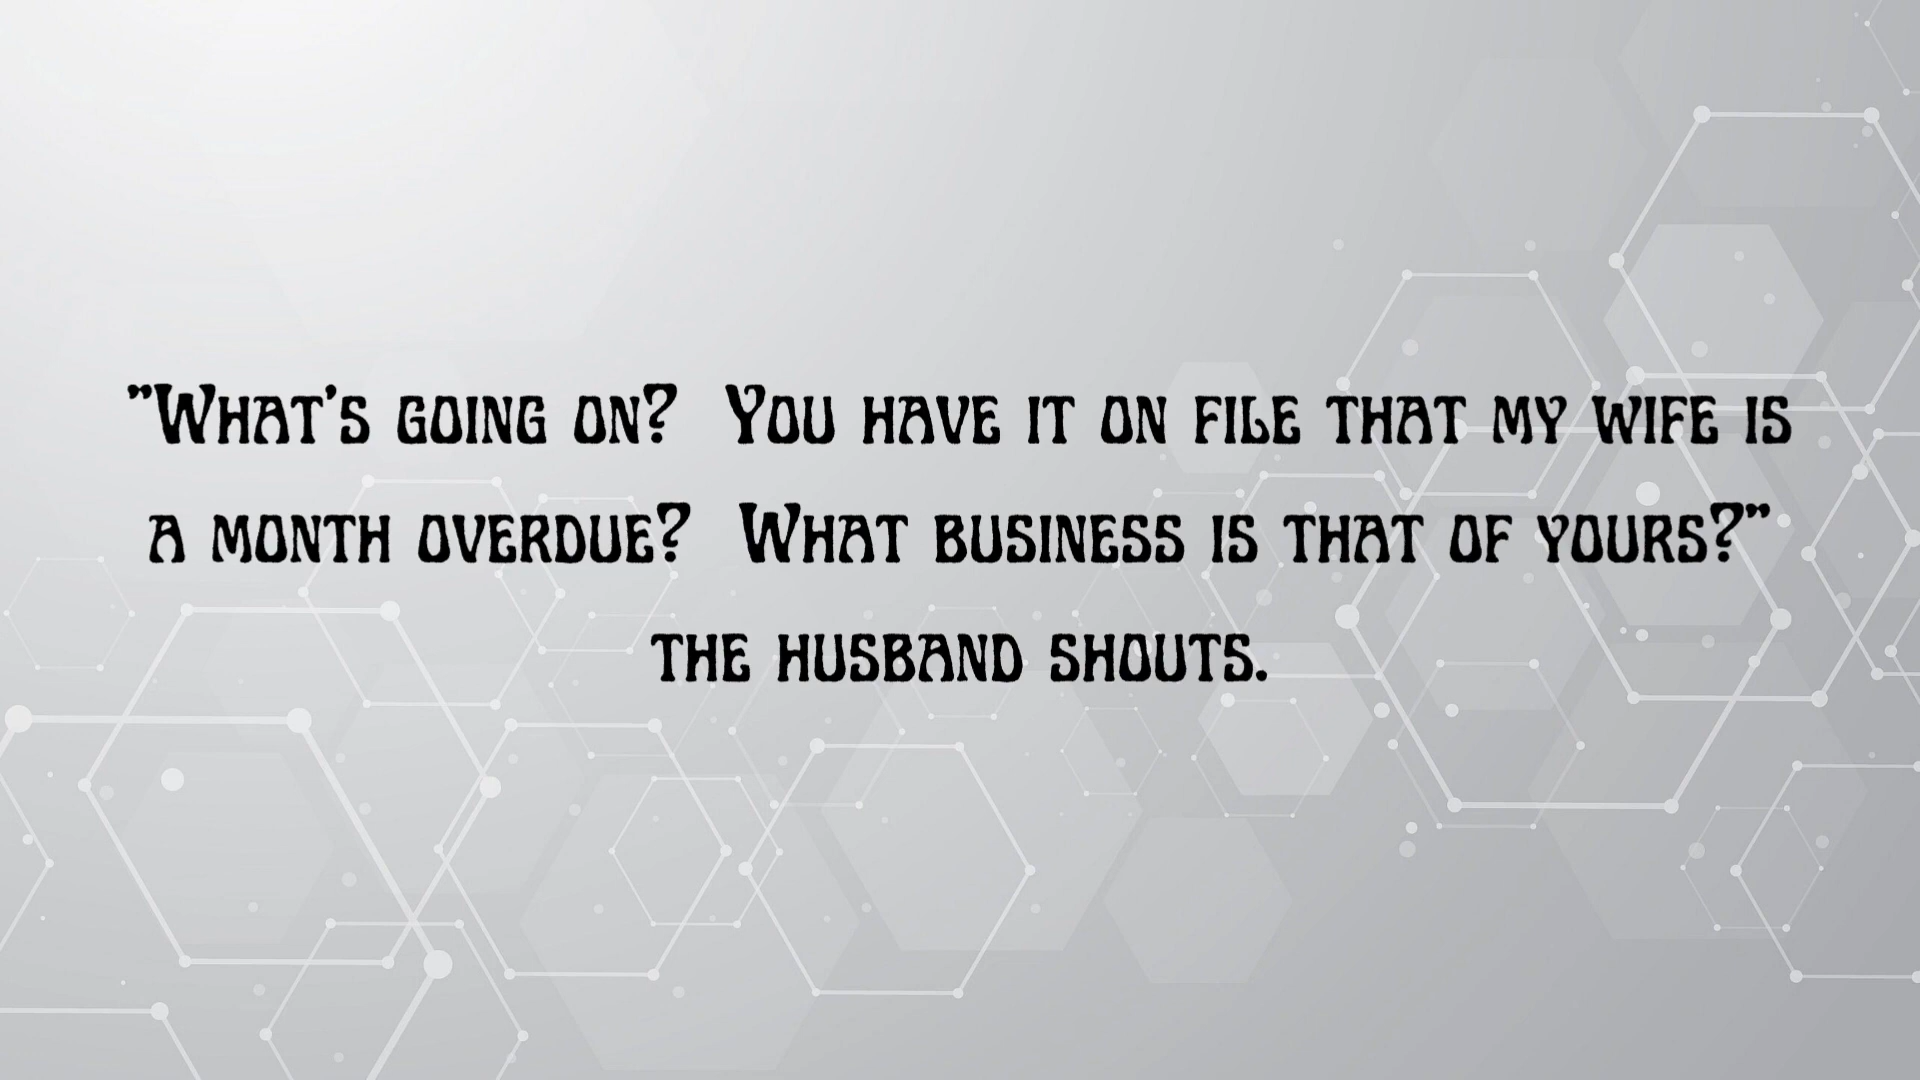 "What's going on?  You have it on file that my wife is
a month overdue?  What business is that of yours?"
the husband shouts.